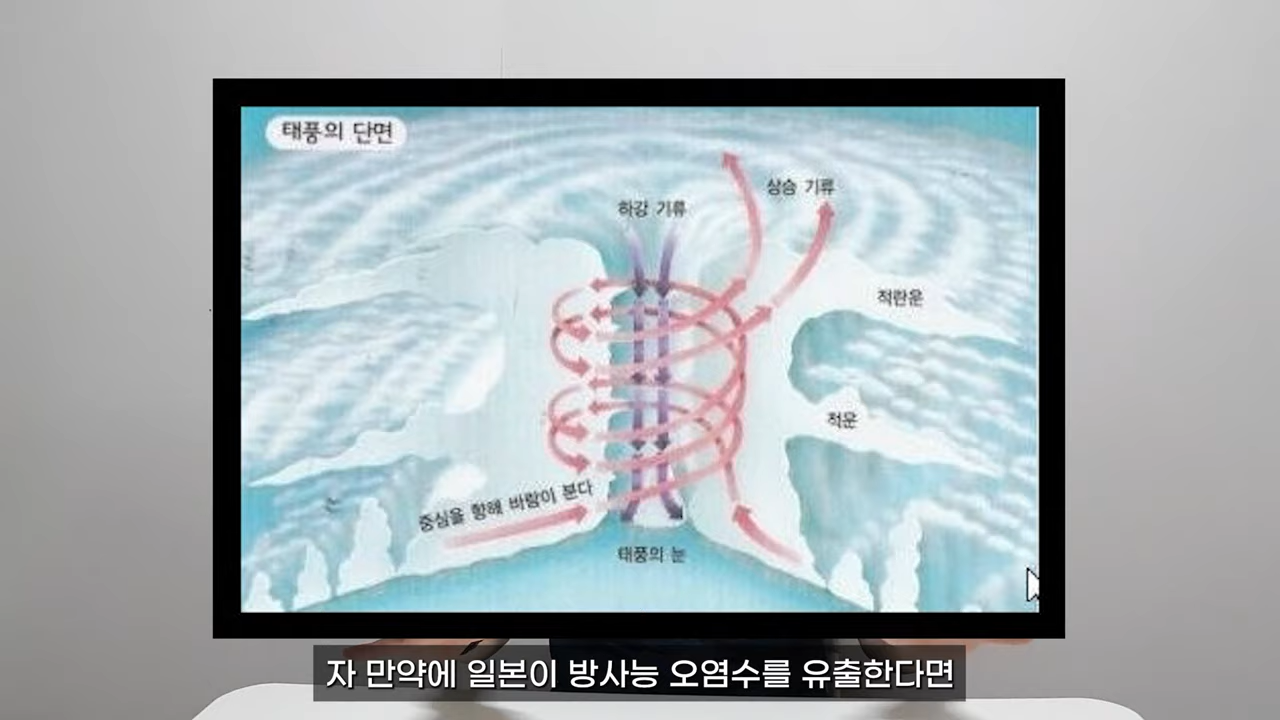 태풍의 단면
상승 기류
하강 기류
적란운
적운
중심을 향해 바람이 분다
태풍의 눈
자 만약에 일본이 방사능 오염수를 유출한다면